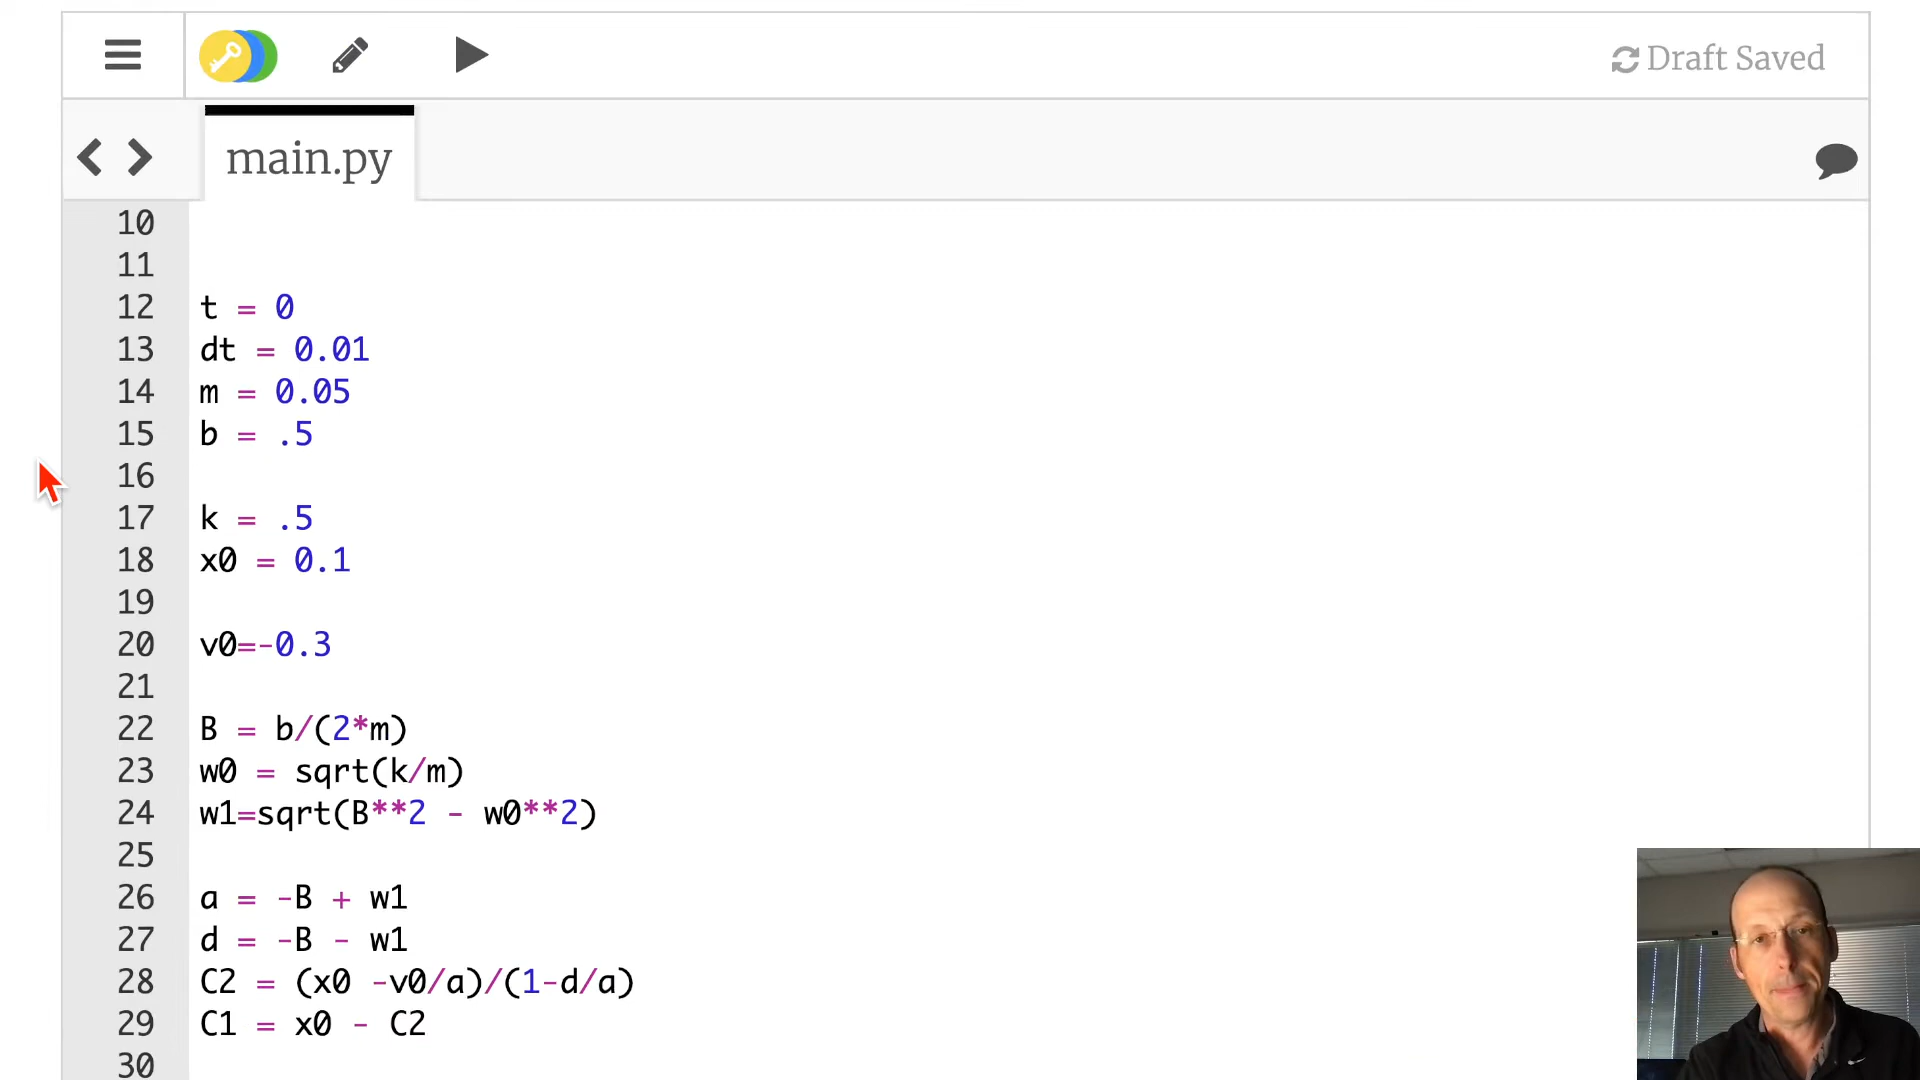 Draft Saved
main.py
10
11
12 t = 0
13 dt = 0.01
14 m = 0.05
15 b = .5
16
17 k = .5
18 x0 = 0.1
19
20 v0=-0.3
21
22 B = b/(2*m)
23 w0 = sqrt(k/m)
24 w1=sqrt(B**2 - w0**2)
25
26 a = -B + w1
27 d = -B - w1
28 C2 = (x0 -v0/a)/(1-d/a)
29 C1 = x0 - C2
30